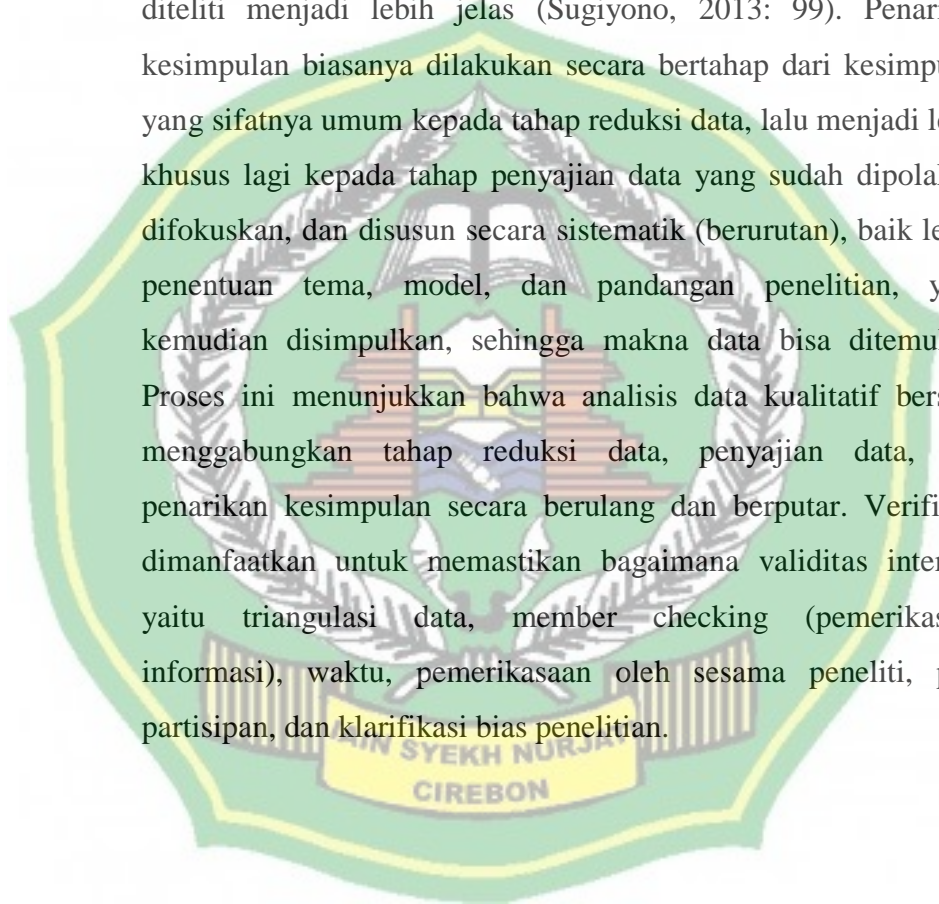 diteliti menjadi lebih jelas (Sugiyono, 2013: 99). Penari
kesimpulan biasanya dilakukan secara bertahap dari kesimpu
yang sifatnya umum kepada tahap reduksi data, lalu menjadi le
khusus lagi kepada tahap penyajian data yang sudah dipola
difokuskan, dan disusun secara sistematik (berurutan), baik le
penentuan tema, model, dan pandangan penelitian, y
kemudian disimpulkan, sehingga makna data bisa ditemu
Proses ini menunjukkan bahwa analisis data kualitatif bers
menggabungkan tahap reduksi data, penyajian data,
penarikan kesimpulan secara berulang dan berputar. Verifi
dimanfaatkan untuk memastikan bagaimana validitas inter
yaitu triangulasi data, member checking (pemerikas
informasi), waktu, pemerikasaan oleh sesama peneliti, p
partisipan, dan klarifikasi bias penelitian.
IAIN SYEKH NURJAT
CIREBON